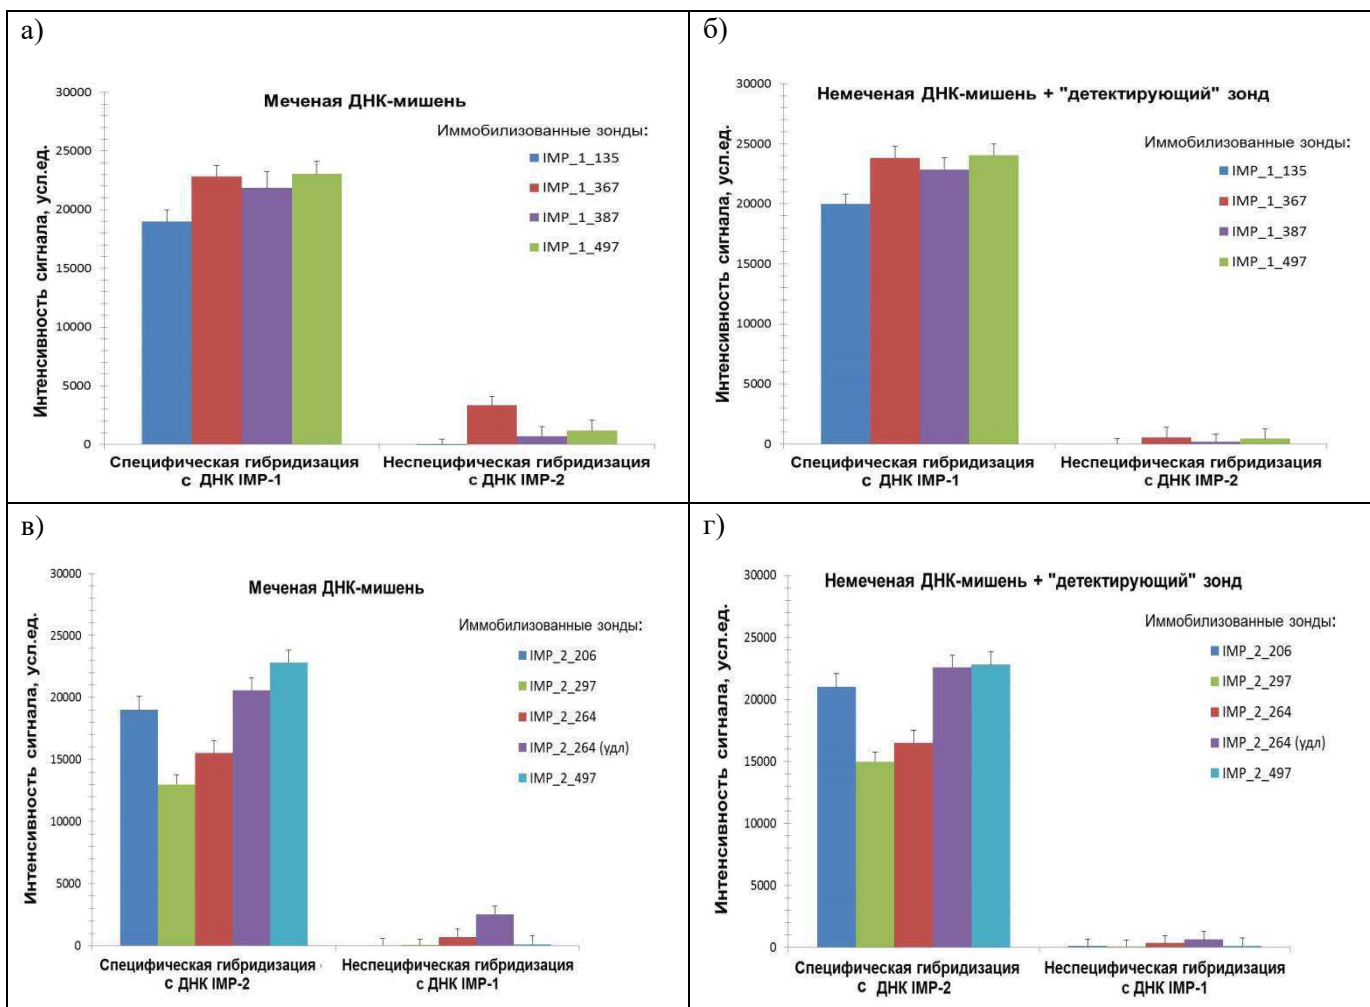 а)
Меченая ДНК-мишень
Интенсивность сигнала, усл.ед.
30000
25000
20000
15000
10000
5000
0
Иммобилизованные зонды:
IMP_1_135
IMP_1_367
IMP_1_387
IMP_1_497
Специфическая гибридизация
с ДНК IMP-1
Неспецифическая гибридизация
с ДНК IMP-2
б)
Немеченая ДНК-мишень + "детектирующий" зонд
Интенсивность сигнала, усл.ед.
30000
25000
20000
15000
10000
5000
0
Иммобилизованные зонды:
IMP_1_135
IMP_1_367
IMP_1_387
IMP_1_497
Специфическая гибридизация
с ДНК IMP-1
Неспецифическая гибридизация
с ДНК IMP-2
в)
Меченая ДНК-мишень
Интенсивность сигнала, усл.ед.
30000
25000
20000
15000
10000
5000
0
Иммобилизованные зонды:
IMP_2_206
IMP_2_297
IMP_2_264
IMP_2_264 (удл)
IMP_2_497
Специфическая гибридизация
с ДНК IMP-2
Неспецифическая гибридизация
с ДНК IMP-1
г)
Немеченая ДНК-мишень + "детектирующий" зонд
Интенсивность сигнала, усл.ед.
30000
25000
20000
15000
10000
5000
0
Иммобилизованные зонды:
IMP_2_206
IMP_2_297
IMP_2_264
IMP_2_264 (удл)
IMP_2_497
Специфическая гибридизация
с ДНК IMP-2
Неспецифическая гибридизация
с ДНК IMP-1